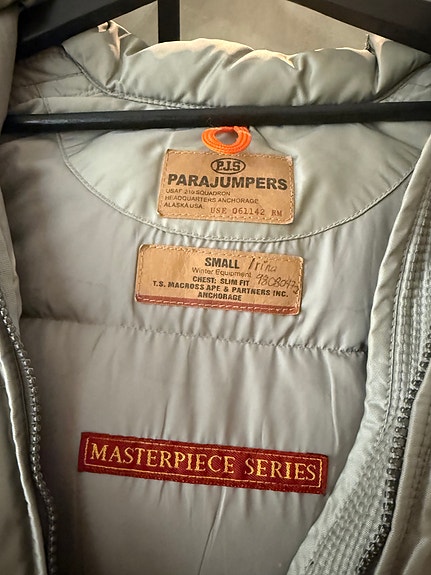 P.J.S
PARAJUMPERS
USAF 210 SQUADRON
HEADQUARTERS ANCHORAGE
ALASKA USA. USE 061142 RM
SMALL Irina
Winter Equipment
CHEST: SLIM FIT
T.S. MACROSS APE & PARTNERS INC.
ANCHORAGE
MASTERPIECE SERIES